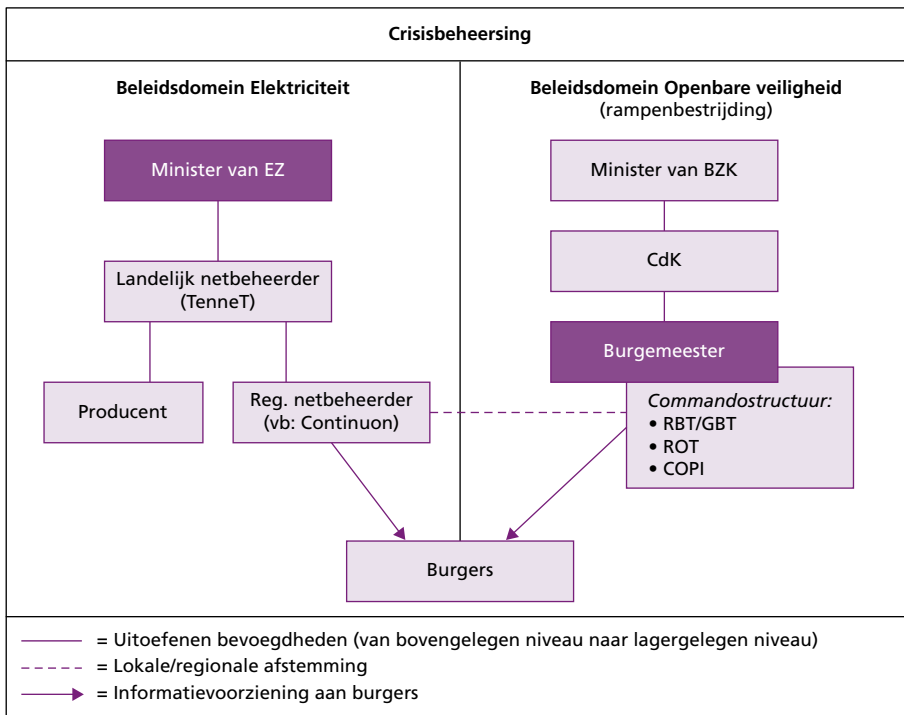 Crisisbeheersing
Beleidsdomein Elektriciteit
Minister van EZ
Landelijk netbeheerder
(TenneT)
Producent
Reg. netbeheerder
(vb: Continuon)
Beleidsdomein Openbare veiligheid
(rampenbestrijding)
Minister van BZK
CdK
Burgemeester
Commandostructuur:
• RBT/GBT
• ROT
• COPI
Burgers
= Uitoefenen bevoegdheden (van bovengelegen niveau naar lagergelegen niveau)
= Lokale/regionale afstemming
= Informatievoorziening aan burgers